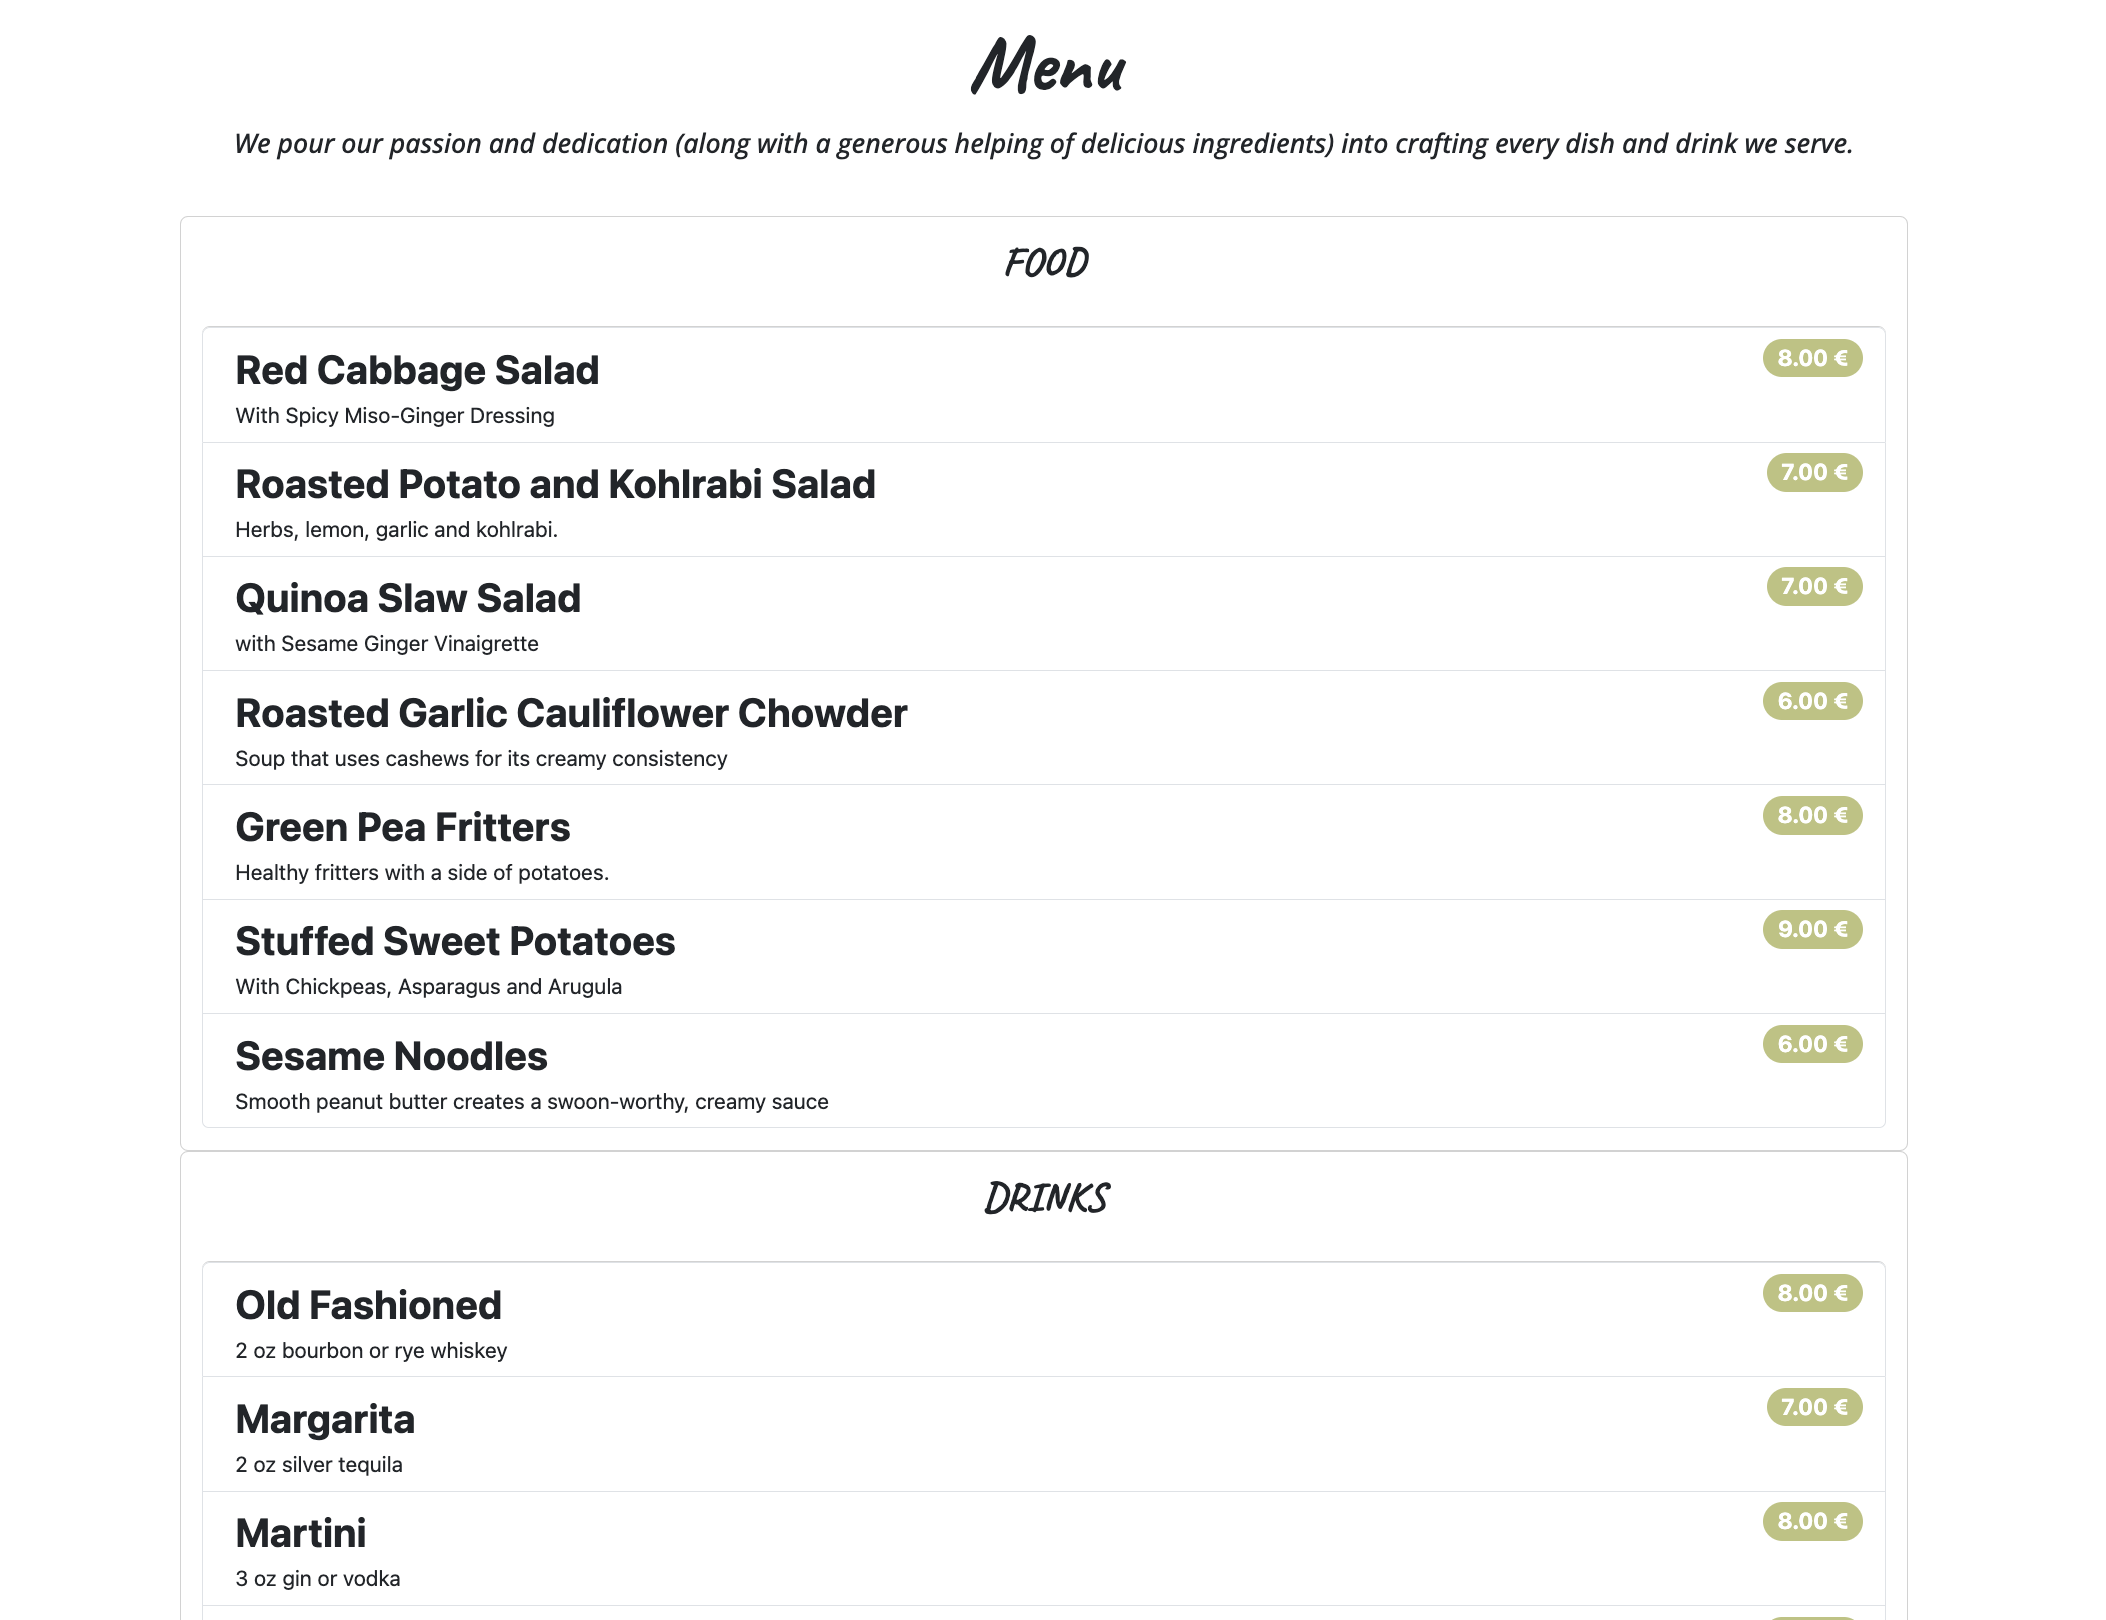 Menu
We pour our passion and dedication (along with a generous helping of delicious ingredients) into crafting every dish and drink we serve.
FOOD
Red Cabbage Salad
8.00 €
With Spicy Miso-Ginger Dressing
Roasted Potato and Kohlrabi Salad
7.00 €
Herbs, lemon, garlic and kohlrabi.
Quinoa Slaw Salad
7.00 €
with Sesame Ginger Vinaigrette
Roasted Garlic Cauliflower Chowder
6.00 €
Soup that uses cashews for its creamy consistency
Green Pea Fritters
8.00 €
Healthy fritters with a side of potatoes.
Stuffed Sweet Potatoes
9.00 €
With Chickpeas, Asparagus and Arugula
Sesame Noodles
6.00 €
Smooth peanut butter creates a swoon-worthy, creamy sauce
DRINKS
Old Fashioned
8.00 €
2 oz bourbon or rye whiskey
Margarita
7.00 €
2 oz silver tequila
Martini
8.00 €
3 oz gin or vodka